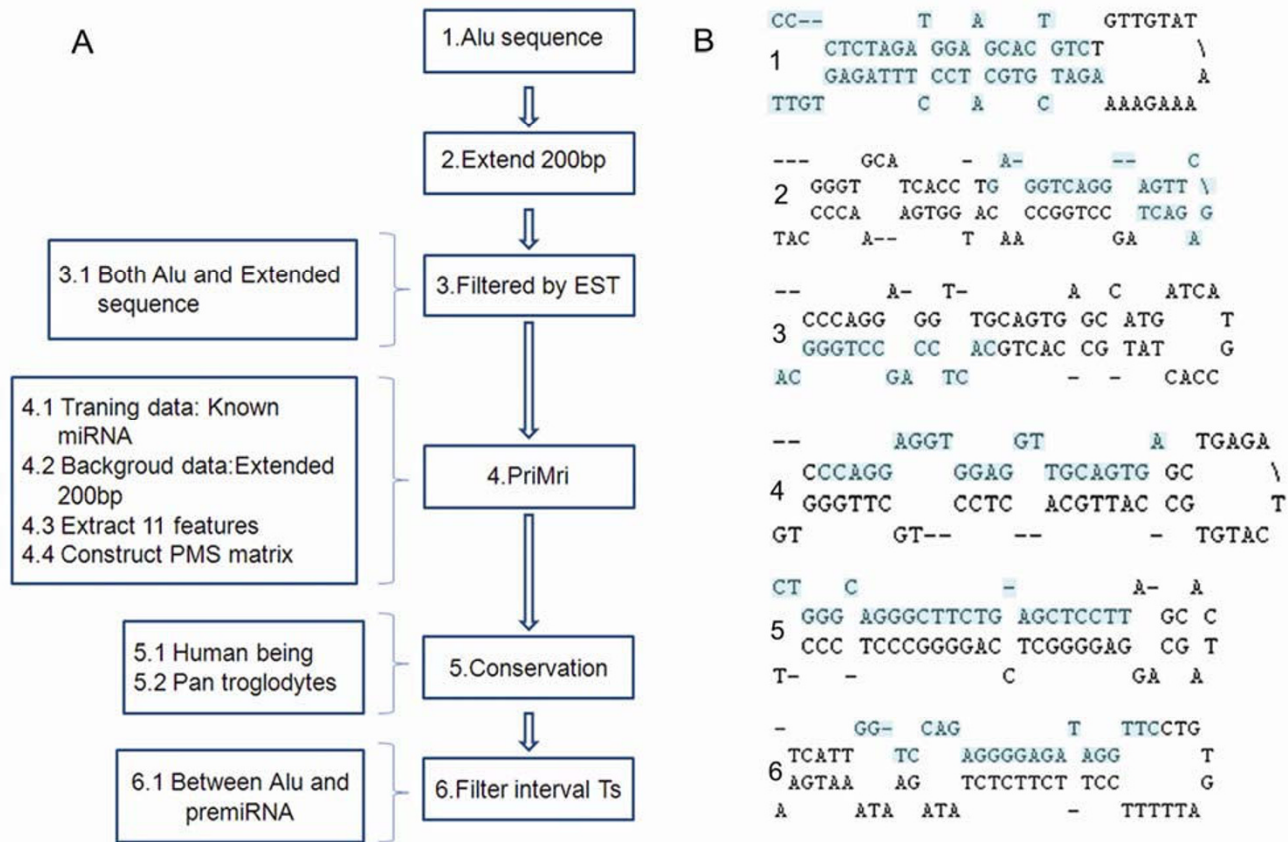 A
1.Alu sequence
2.Extend 200bp
3.1 Both Alu and Extended
sequence
3.Filtered by EST
4.1 Traning data: Known
miRNA
4.2 Backgroud data:Extended
200bp
4.3 Extract 11 features
4.4 Construct PMS matrix
4.PriMri
5.1 Human being
5.2 Pan troglodytes
5.Conservation
6.1 Between Alu and
premiRNA
6.Filter interval Ts
B
1
CC-- T A T GTTGTAT
CTCTAGA GGA GCAC GTCT \
GAGATTT CCT CGTG TAGA A
TTGT C A C AAAGAAA
2
--- GCA - A- -- C
GGGT TCACC TG GGTCAGG AGTT \
CCCA AGTGG AC CCGGTCC TCAG G
TAC A-- T AA GA A
3
-- A- T- A C ATCA
CCCAGG GG TGCAGTG GC ATG T
GGGTCC CC ACGTCAC CG TAT G
AC GA TC - - CACC
4
-- AGGT GT A TGAGA
CCCAGG GGAG TGCAGTG GC \
GGGTTC CCTC ACGTTAC CG T
GT GT-- -- - TGTAC
5
CT C - A- A
GGG AGGGCTTCTG AGCTCCTT GC C
CCC TCCCGGGGAC TCGGGGAG CG T
T- - C GA A
6
- GG- CAG T TTCCTG
TCATT TC AGGGGAGA AGG T
AGTAA AG TCTCTTCT TCC G
A ATA ATA - TTTTTA